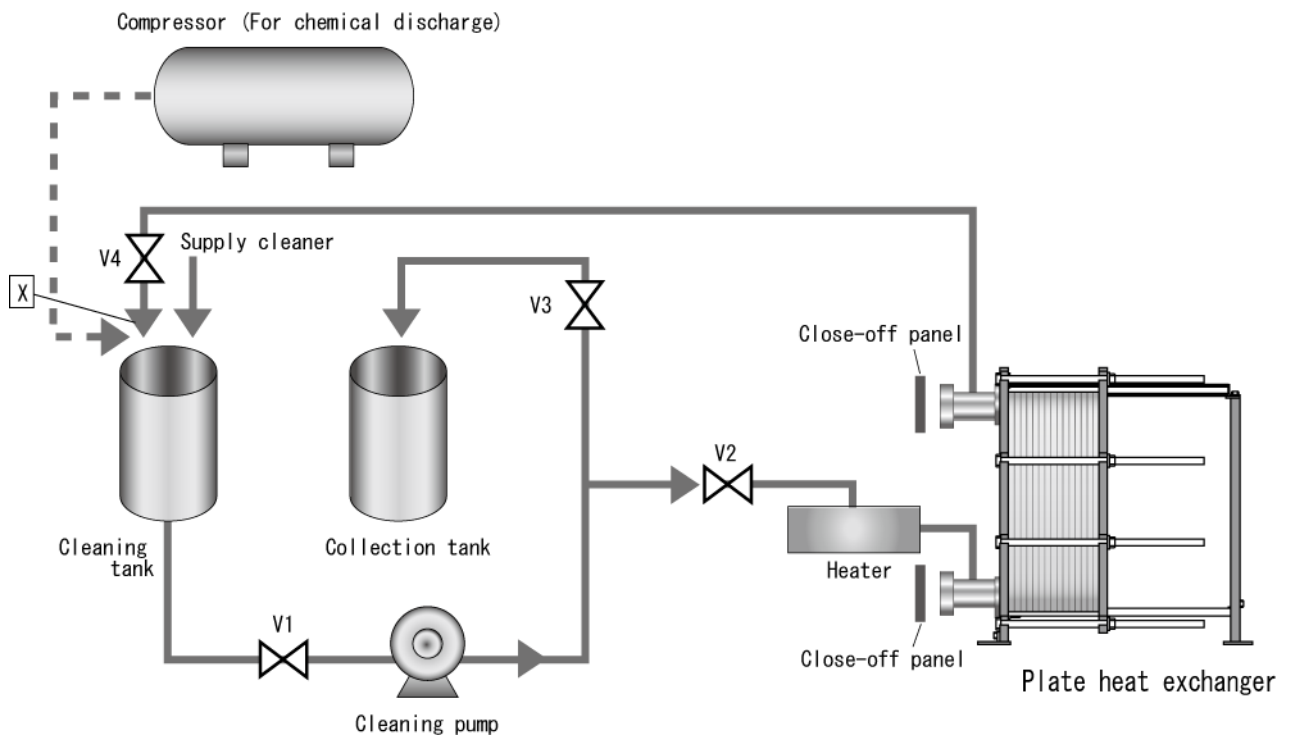 Compressor (For chemical discharge)
Supply cleaner
V4
X
V3
Close-off panel
V2
Cleaning
tank
Collection tank
Heater
V1
Close-off panel
Plate heat exchanger
Cleaning pump